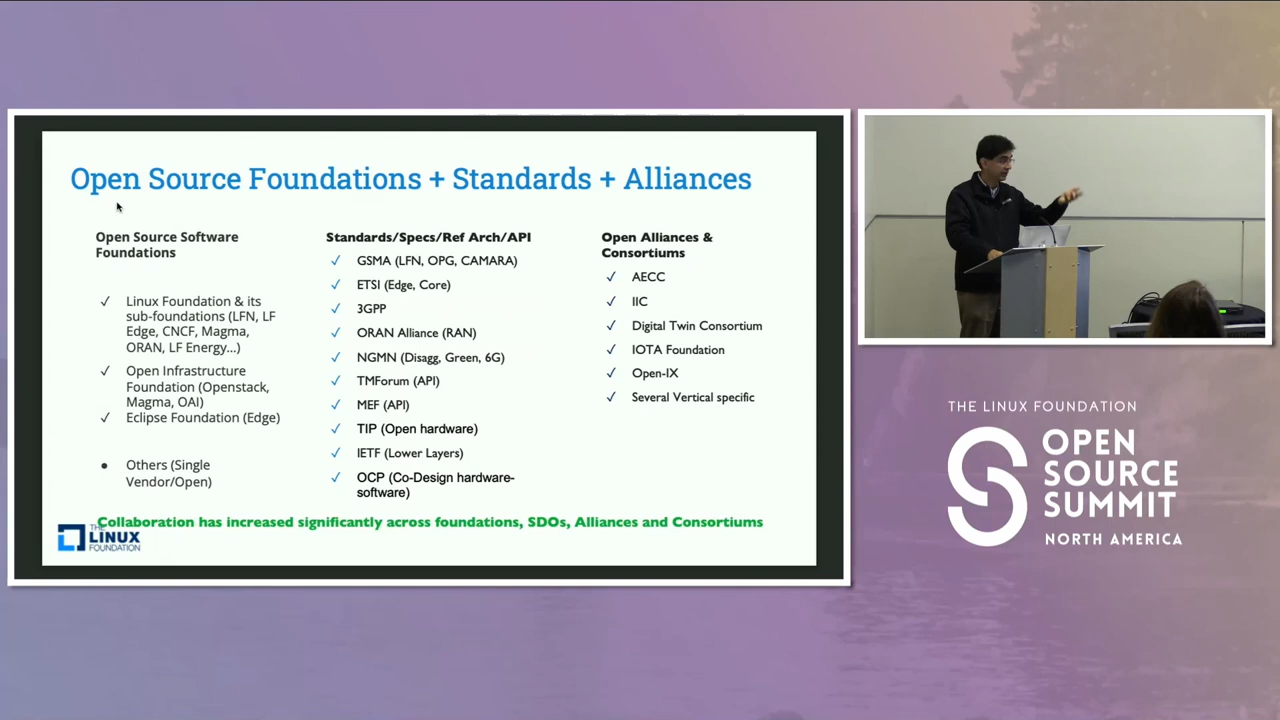 Open Source Foundations + Standards + Alliances
Open Source Software
Foundations
✓ Linux Foundation & its
sub-foundations (LFN, LF
Edge, CNCF, Magma,
ORAN, LF Energy...)
✓ Open Infrastructure
Foundation (Openstack,
Magma, OAI)
✓ Eclipse Foundation (Edge)
● Others (Single
Vendor/Open)
Standards/Specs/Ref Arch/API
✓ GSMA (LFN, OPG, CAMARA)
✓ ETSI (Edge, Core)
✓ 3GPP
✓ ORAN Alliance (RAN)
✓ NGMN (Disagg, Green, 6G)
✓ TMForum (API)
✓ MEF (API)
✓ TIP (Open hardware)
✓ IETF (Lower Layers)
✓ OCP (Co-Design hardware-
software)
Open Alliances &
Consortiums
✓ AECC
✓ IIC
✓ Digital Twin Consortium
✓ IOTA Foundation
✓ Open-IX
✓ Several Vertical specific
Collaboration has increased significantly across foundations, SDOs, Alliances and Consortiums
THE
LINUX
FOUNDATION
THE LINUX FOUNDATION
OPEN
SOURCE
SUMMIT
NORTH AMERICA